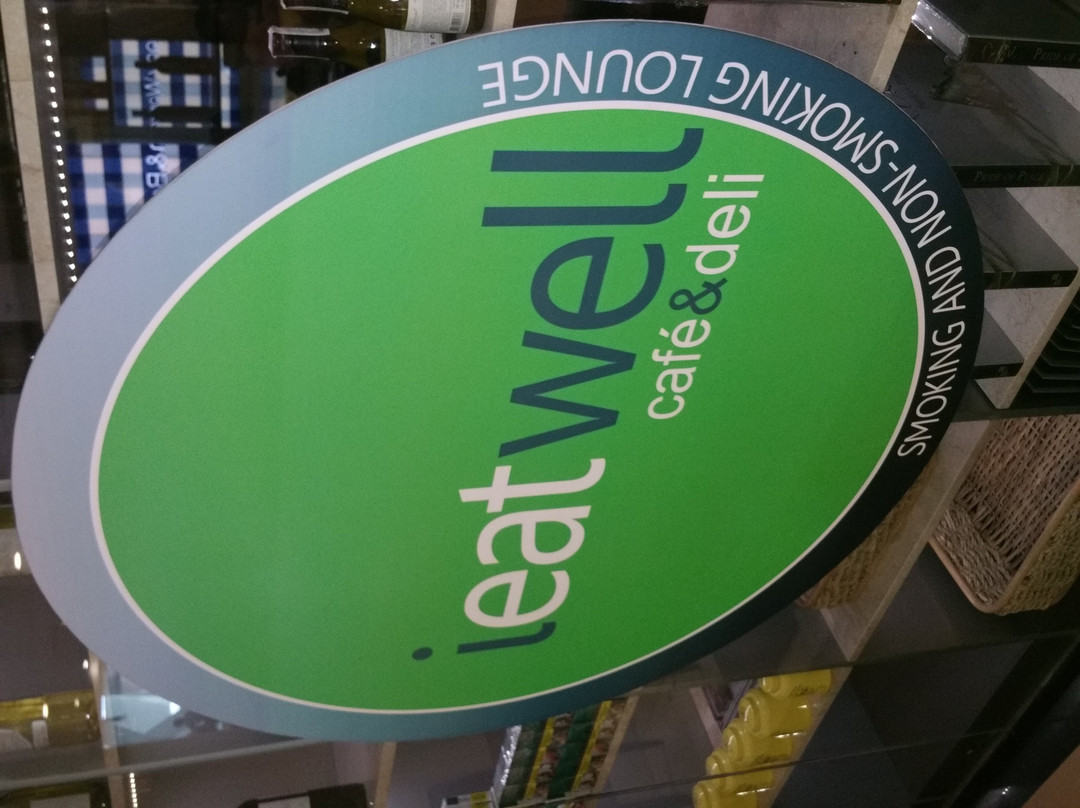 ieatwell
café&deli
SMOKING AND NON-SMOKING LOUNGE